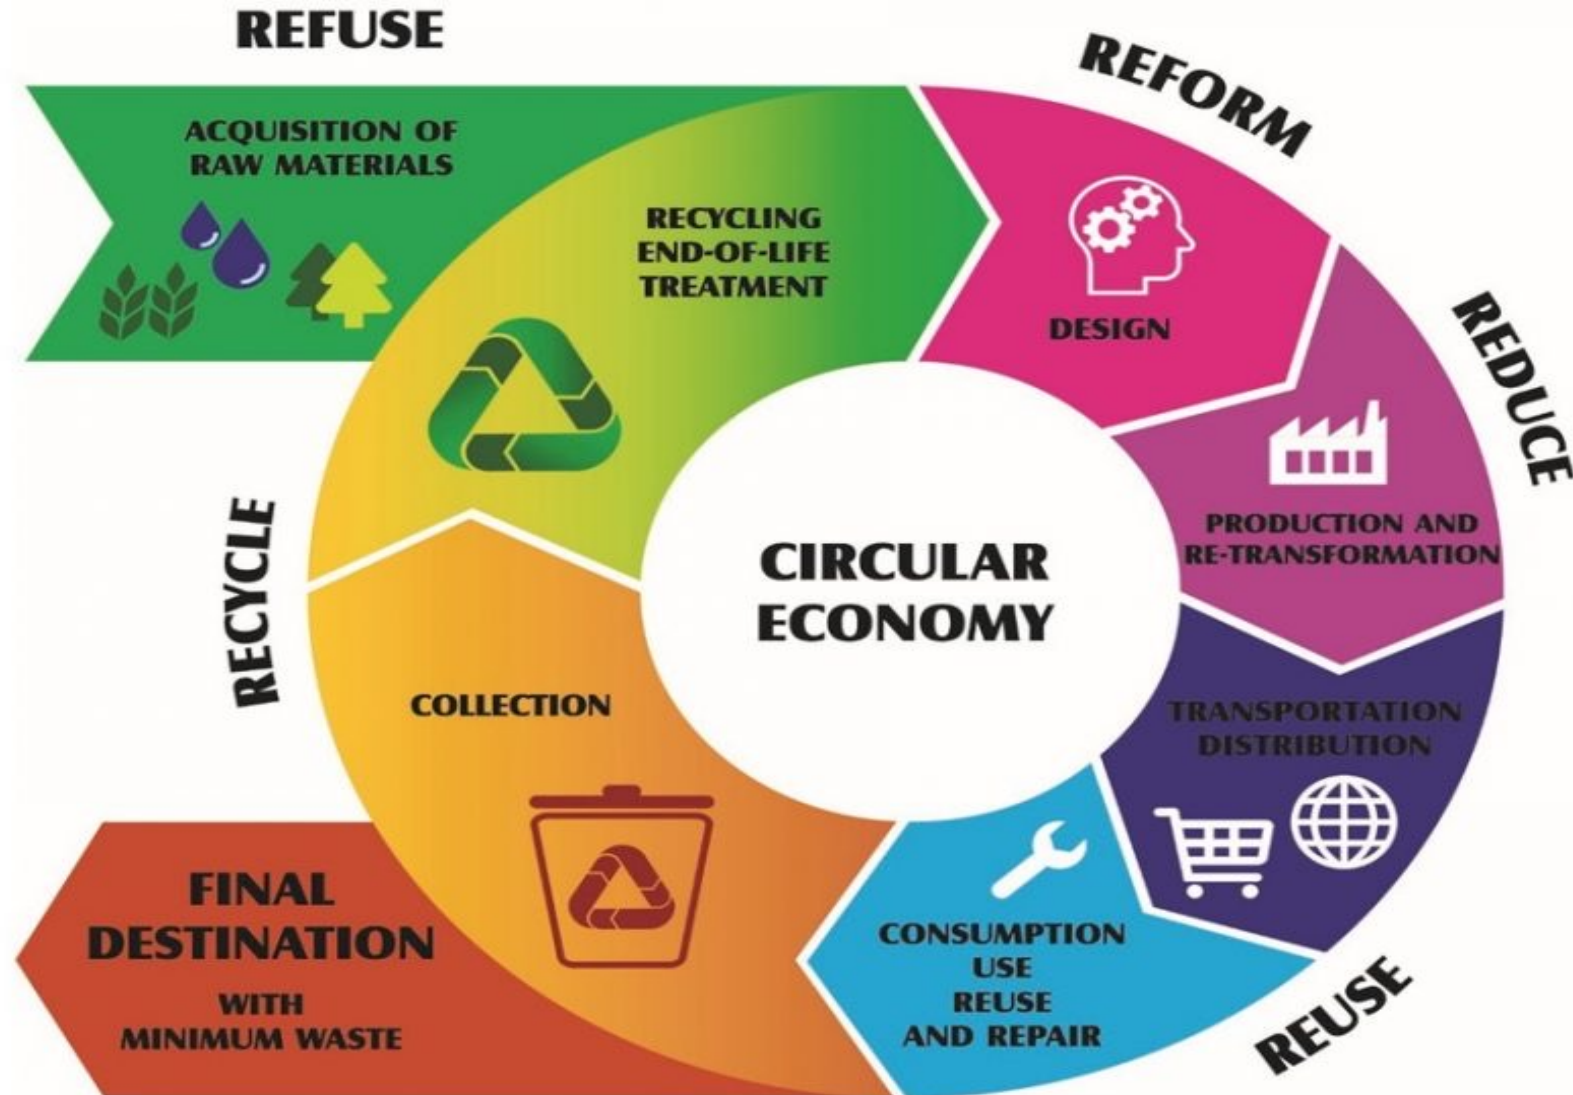 REFUSE
ACQUISITION OF
RAW MATERIALS
RECYCLING
END-OF-LIFE
TREATMENT
REFORM
DESIGN
REDUCE
PRODUCTION AND
RE-TRANSFORMATION
CIRCULAR
ECONOMY
TRANSPORTATION
DISTRIBUTION
REUSE
CONSUMPTION
USE
REUSE
AND REPAIR
RECYCLE
COLLECTION
FINAL
DESTINATION
WITH
MINIMUM WASTE